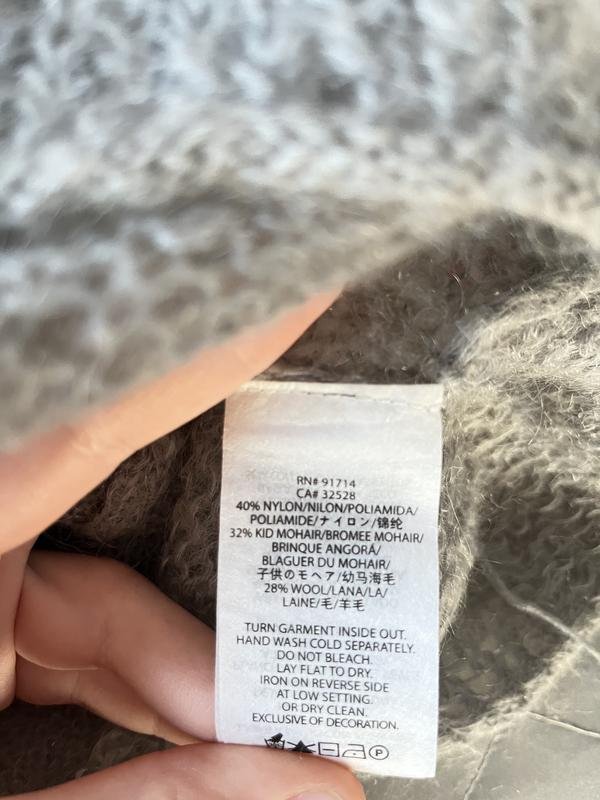 RN# 91714
CA# 32528
40% NYLON/NILON/POLIAMIDA/
POLIAMIDE/ナイロン/锦纶
32% KID MOHAIR/BROMEE MOHAIR/
BRINQUE ANGORA/
BLAGUER DU MOHAIR/
子供のモヘア/幼马海毛
28% WOOL/LANA/LA/
LAINE/毛/羊毛
TURN GARMENT INSIDE OUT.
HAND WASH COLD SEPARATELY.
DO NOT BLEACH.
LAY FLAT TO DRY.
IRON ON REVERSE SIDE
AT LOW SETTING.
OR DRY CLEAN.
EXCLUSIVE OF DECORATION.
P